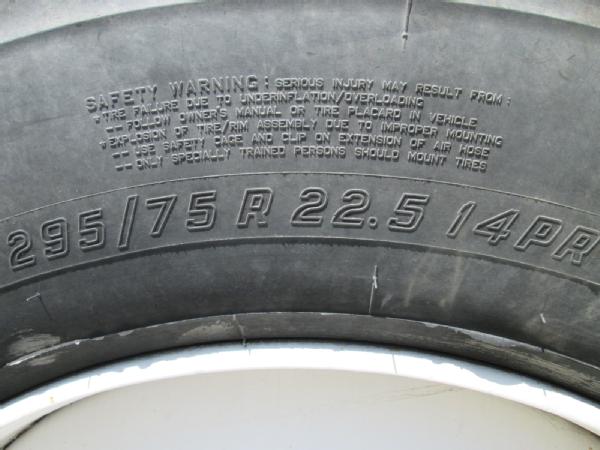 SAFETY WARNING: SERIOUS INJURY MAY RESULT FROM:
*TIRE FAILURE DUE TO UNDERINFLATION/OVERLOADING
-- FOLLOW OWNER'S MANUAL OR TIRE PLACARD IN VEHICLE
*EXPLOSION OF TIRE/RIM ASSEMBLY DUE TO IMPROPER MOUNTING
-- USE SAFETY CAGE AND CLIP ON EXTENSION OF AIR HOSE
-- ONLY SPECIALLY TRAINED PERSONS SHOULD MOUNT TIRES
295/75 R 22.5 14PR